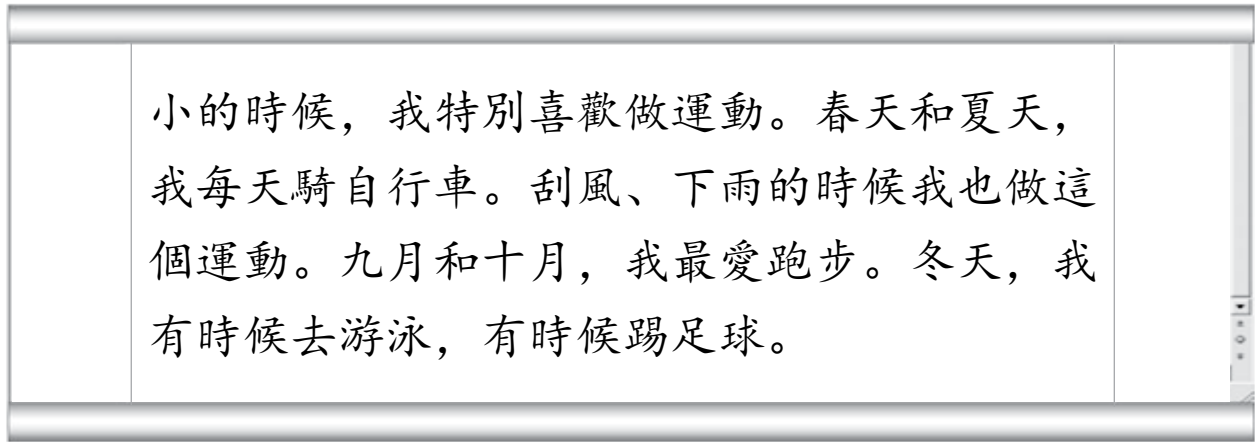 小的時候，我特別喜歡做運動。春天和夏天，
我每天騎自行車。刮風、下雨的時候我也做這
個運動。九月和十月，我最愛跑步。冬天，我
有時候去游泳，有時候踢足球。